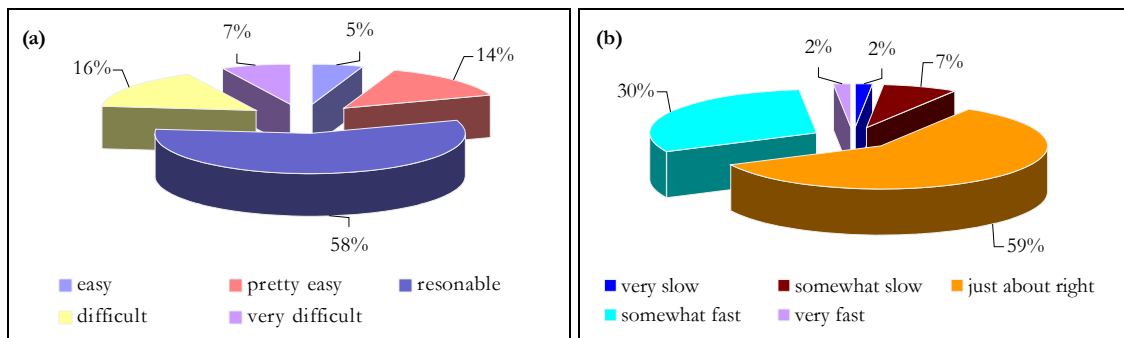 (a)
7%
5%
16%
14%
58%
easy
pretty easy
resonable
difficult
very difficult
(b)
2%
2%
7%
30%
59%
very slow
somewhat slow
just about right
somewhat fast
very fast